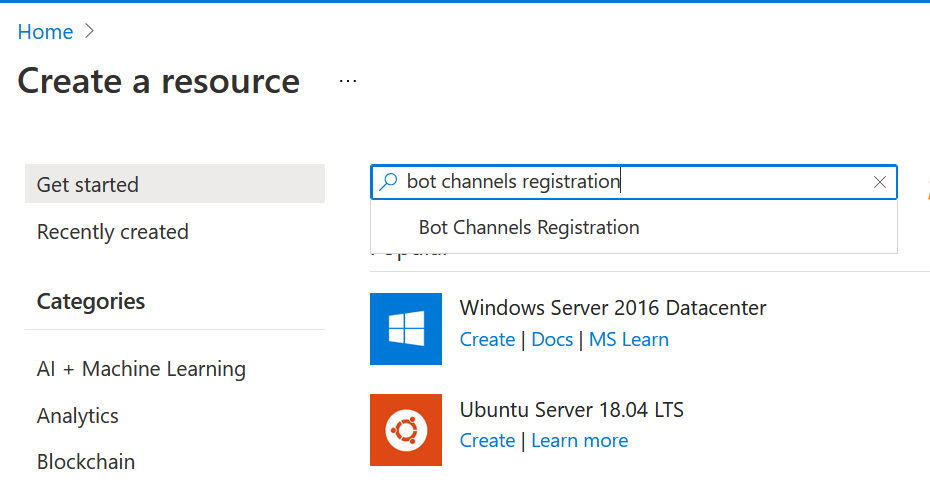 Home
Create a resource
...
Get started
Recently created
Categories
AI + Machine Learning
Analytics
Blockchain
bot channels registration
Bot Channels Registration
Popular
Windows Server 2016 Datacenter
Create | Docs | MS Learn
Ubuntu Server 18.04 LTS
Create | Learn more